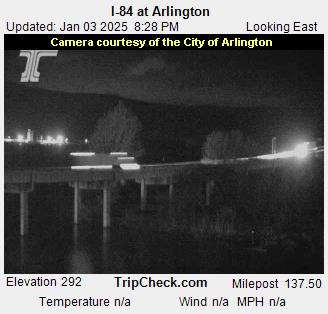 I-84 at Arlington
Updated: Jan 03 2025 8:28 PM Looking East
Camera courtesy of the City of Arlington
Elevation 292 TripCheck.com Milepost 137.50
Temperature n/a Wind n/a MPH n/a